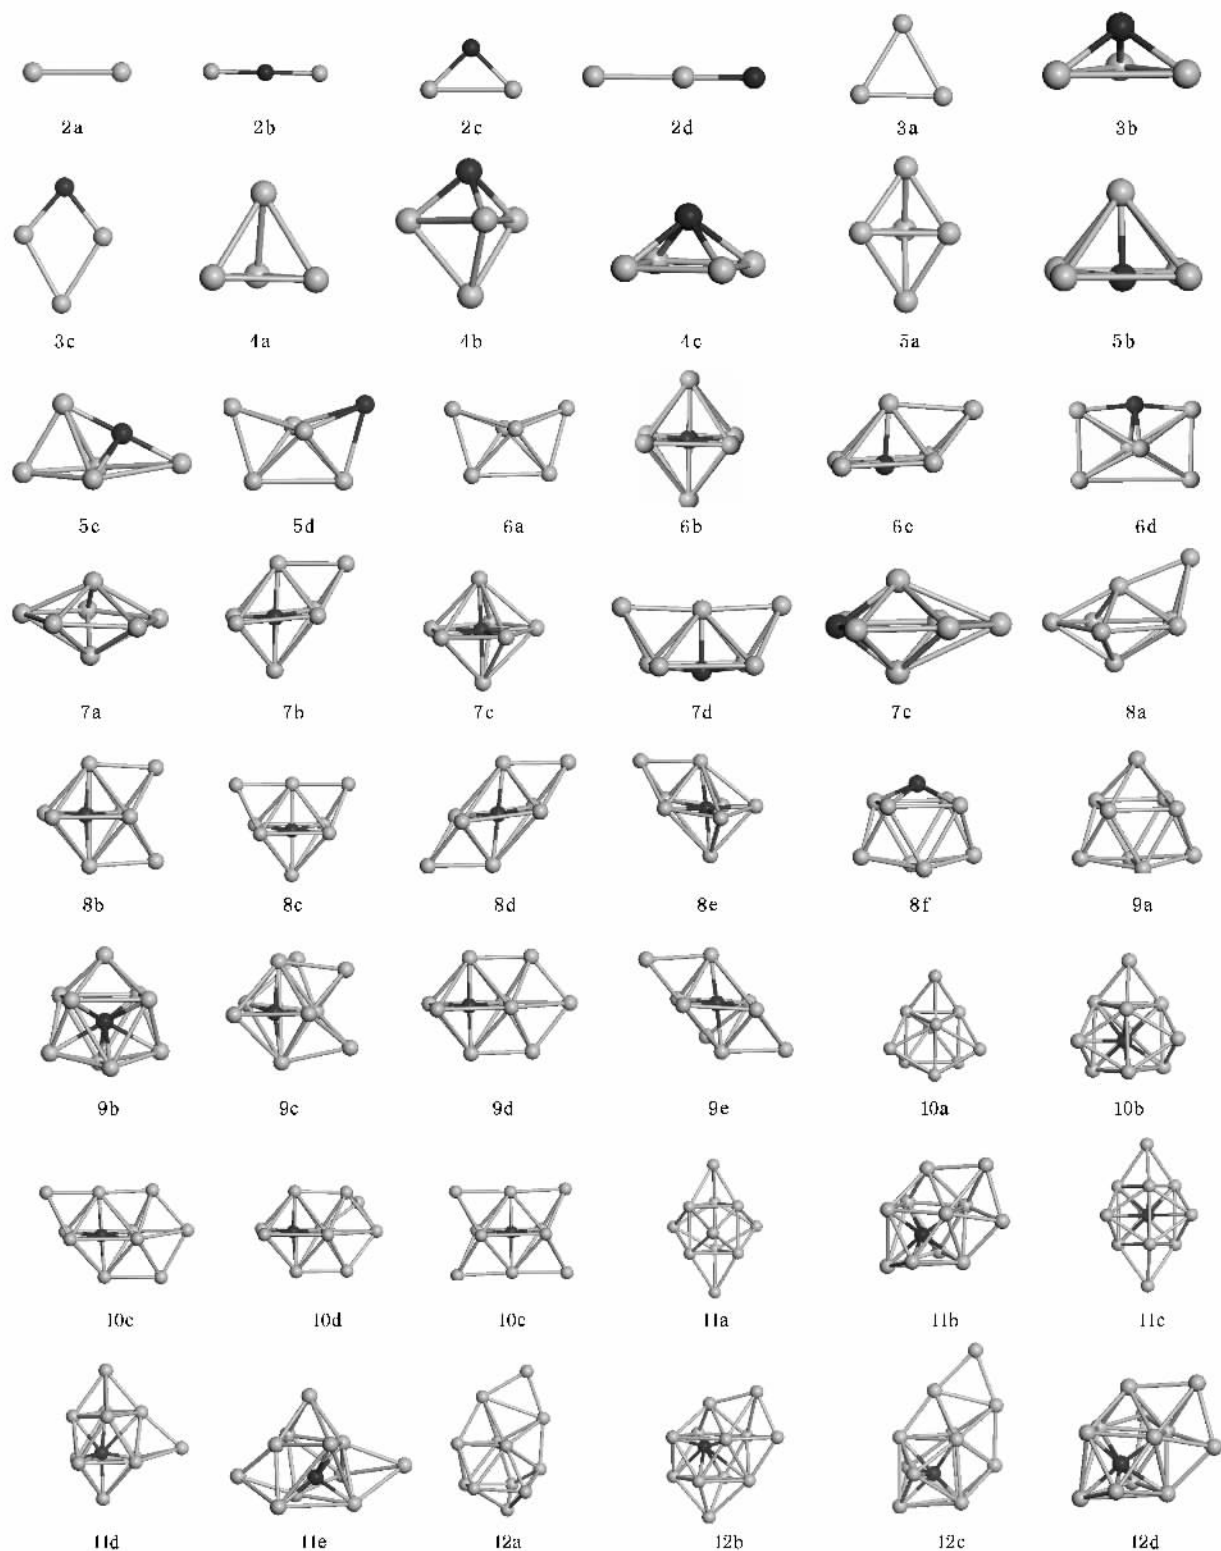 2a 2b 2c 2d 3a 3b
3c 4a 4b 4c 5a 5b
5c 5d 6a 6b 6c 6d
7a 7b 7c 7d 7e 8a
8b 8c 8d 8e 8f 9a
9b 9c 9d 9e 10a 10b
10c 10d 10e 11a 11b 11c
11d 11e 12a 12b 12c 12d